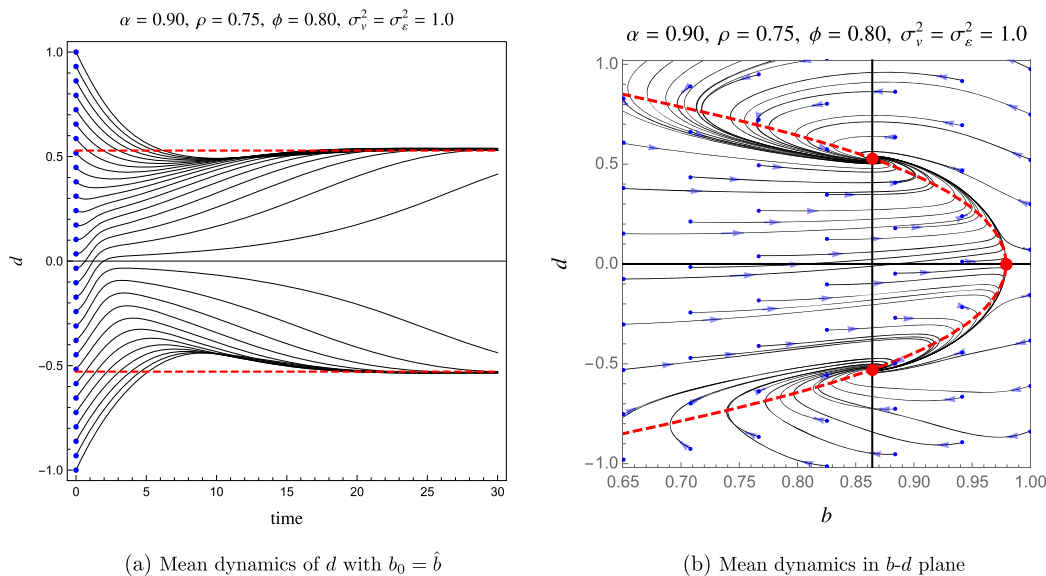 α = 0.90, ρ = 0.75, ϕ = 0.80, σ_v^2 = σ_ε^2 = 1.0
1.0
0.5
0.0
−0.5
−1.0
d
0 5 10 15 20 25 30
time
(a) Mean dynamics of d with b_0 = b̂
α = 0.90, ρ = 0.75, ϕ = 0.80, σ_v^2 = σ_ε^2 = 1.0
1.0
0.5
0.0
−0.5
−1.0
d
0.65 0.70 0.75 0.80 0.85 0.90 0.95 1.00
b
(b) Mean dynamics in b-d plane